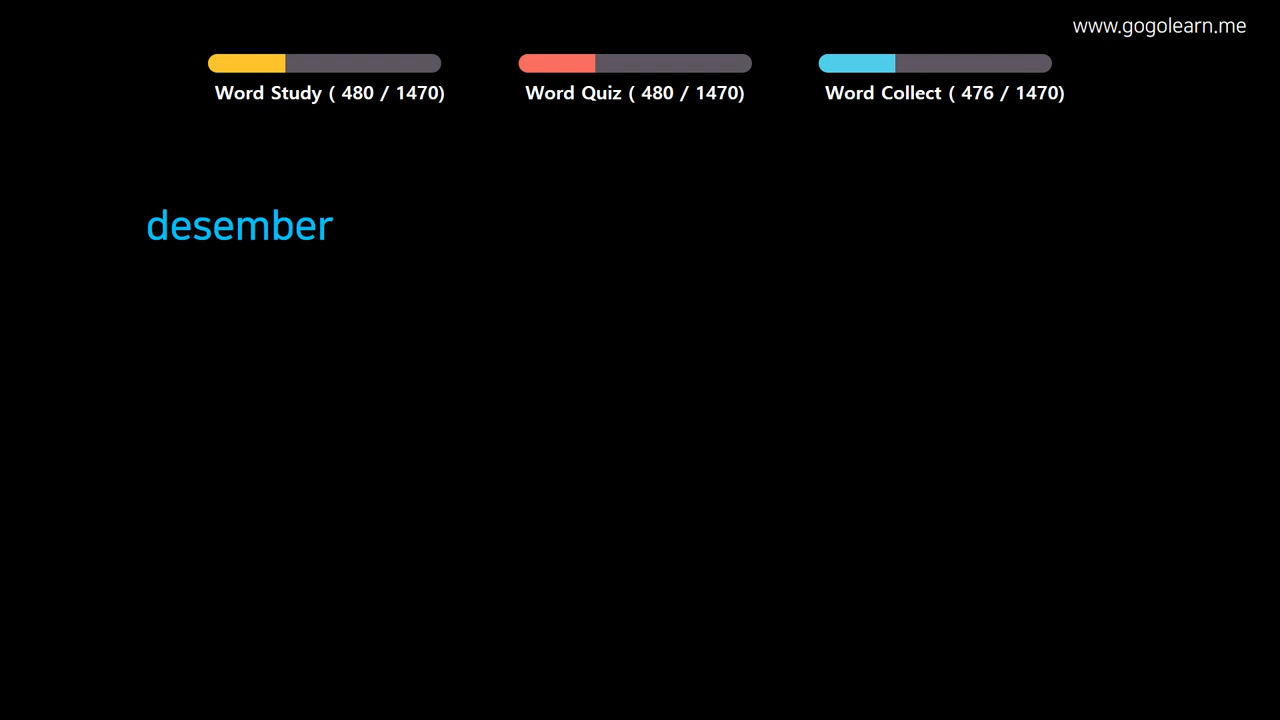 www.gogolearn.me
Word Study ( 480 / 1470)
Word Quiz ( 480 / 1470)
Word Collect ( 476 / 1470)
desember